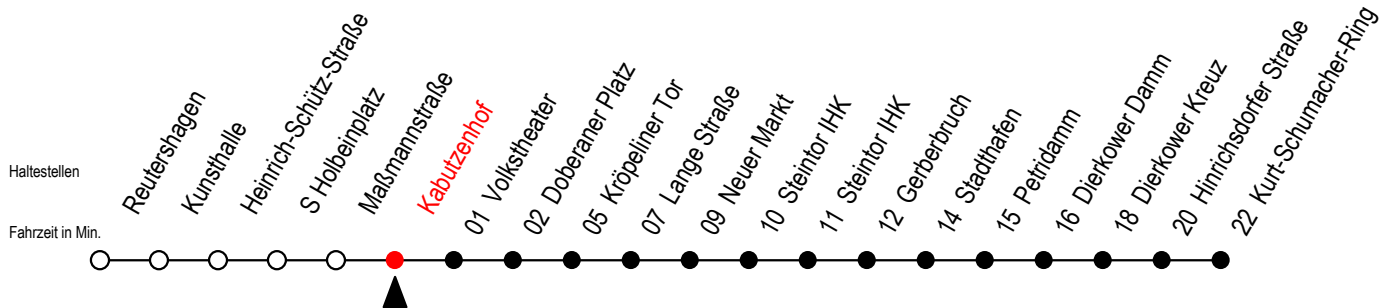 Haltestellen
Fahrzeit in Min.
Reutershagen
Kunsthalle
Heinrich-Schütz-Straße
S Holbeinplatz
Maßmannstraße
Kabutzenhof
01 Volkstheater
02 Doberaner Platz
05 Kröpeliner Tor
07 Lange Straße
09 Neuer Markt
10 Steintor IHK
11 Steintor IHK
12 Gerberbruch
14 Stadthafen
15 Petridamm
16 Dierkower Damm
18 Dierkower Kreuz
20 Hinrichsdorfer Straße
22 Kurt-Schumacher-Ring